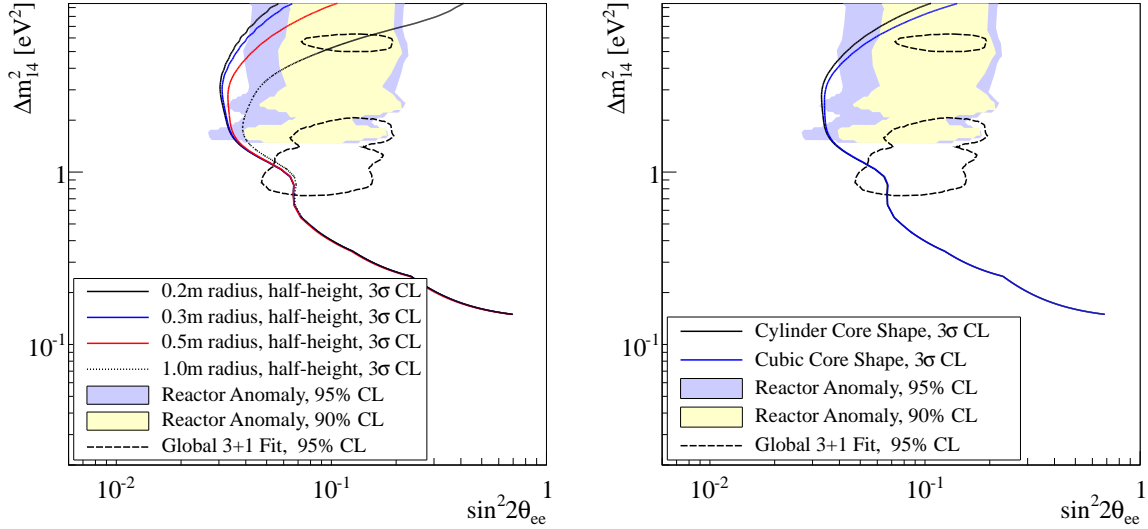 Δm²₁₄ [eV²]
1
10⁻¹
0.2m radius, half-height, 3σ CL
0.3m radius, half-height, 3σ CL
0.5m radius, half-height, 3σ CL
1.0m radius, half-height, 3σ CL
Reactor Anomaly, 95% CL
Reactor Anomaly, 90% CL
Global 3+1 Fit, 95% CL
10⁻² 10⁻¹ 1
sin²2θee
Δm²₁₄ [eV²]
1
10⁻¹
Cylinder Core Shape, 3σ CL
Cubic Core Shape, 3σ CL
Reactor Anomaly, 95% CL
Reactor Anomaly, 90% CL
Global 3+1 Fit, 95% CL
10⁻² 10⁻¹ 1
sin²2θee